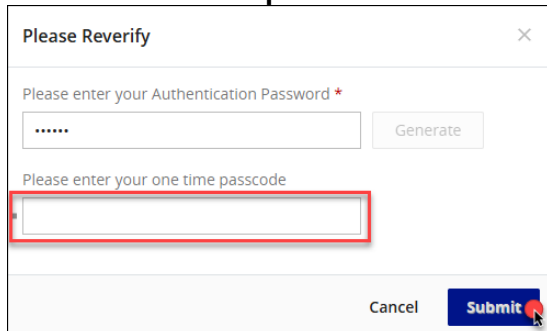 Please Reverify
Please enter your Authentication Password *
••••••
Generate
Please enter your one time passcode
Cancel
Submit